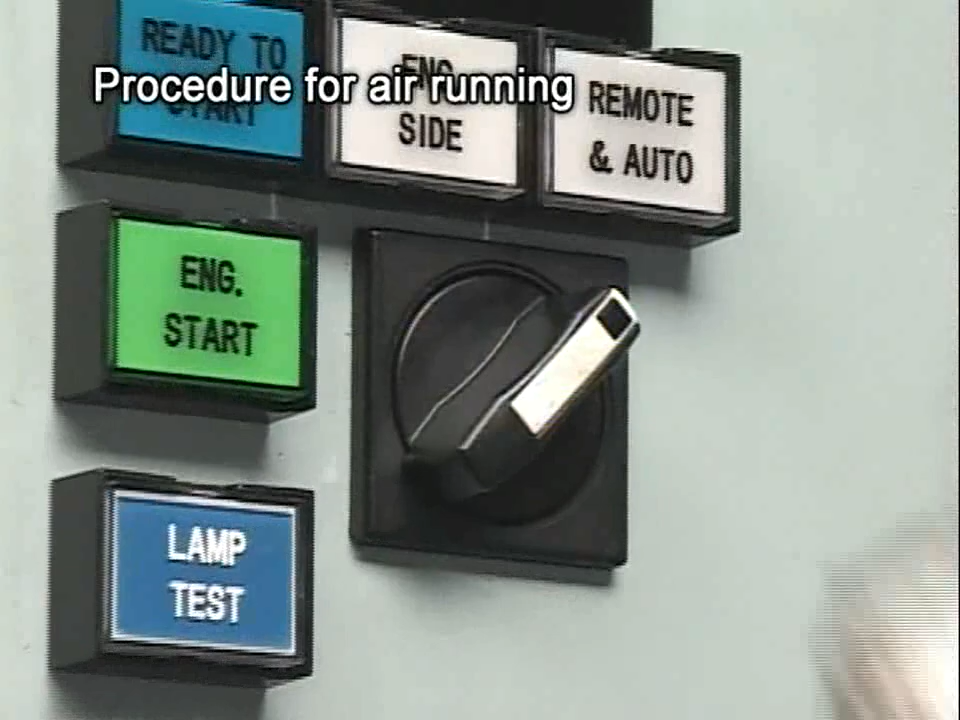 READY TO
START
Procedure for air running
ENG.
SIDE
REMOTE
& AUTO
ENG.
START
LAMP
TEST